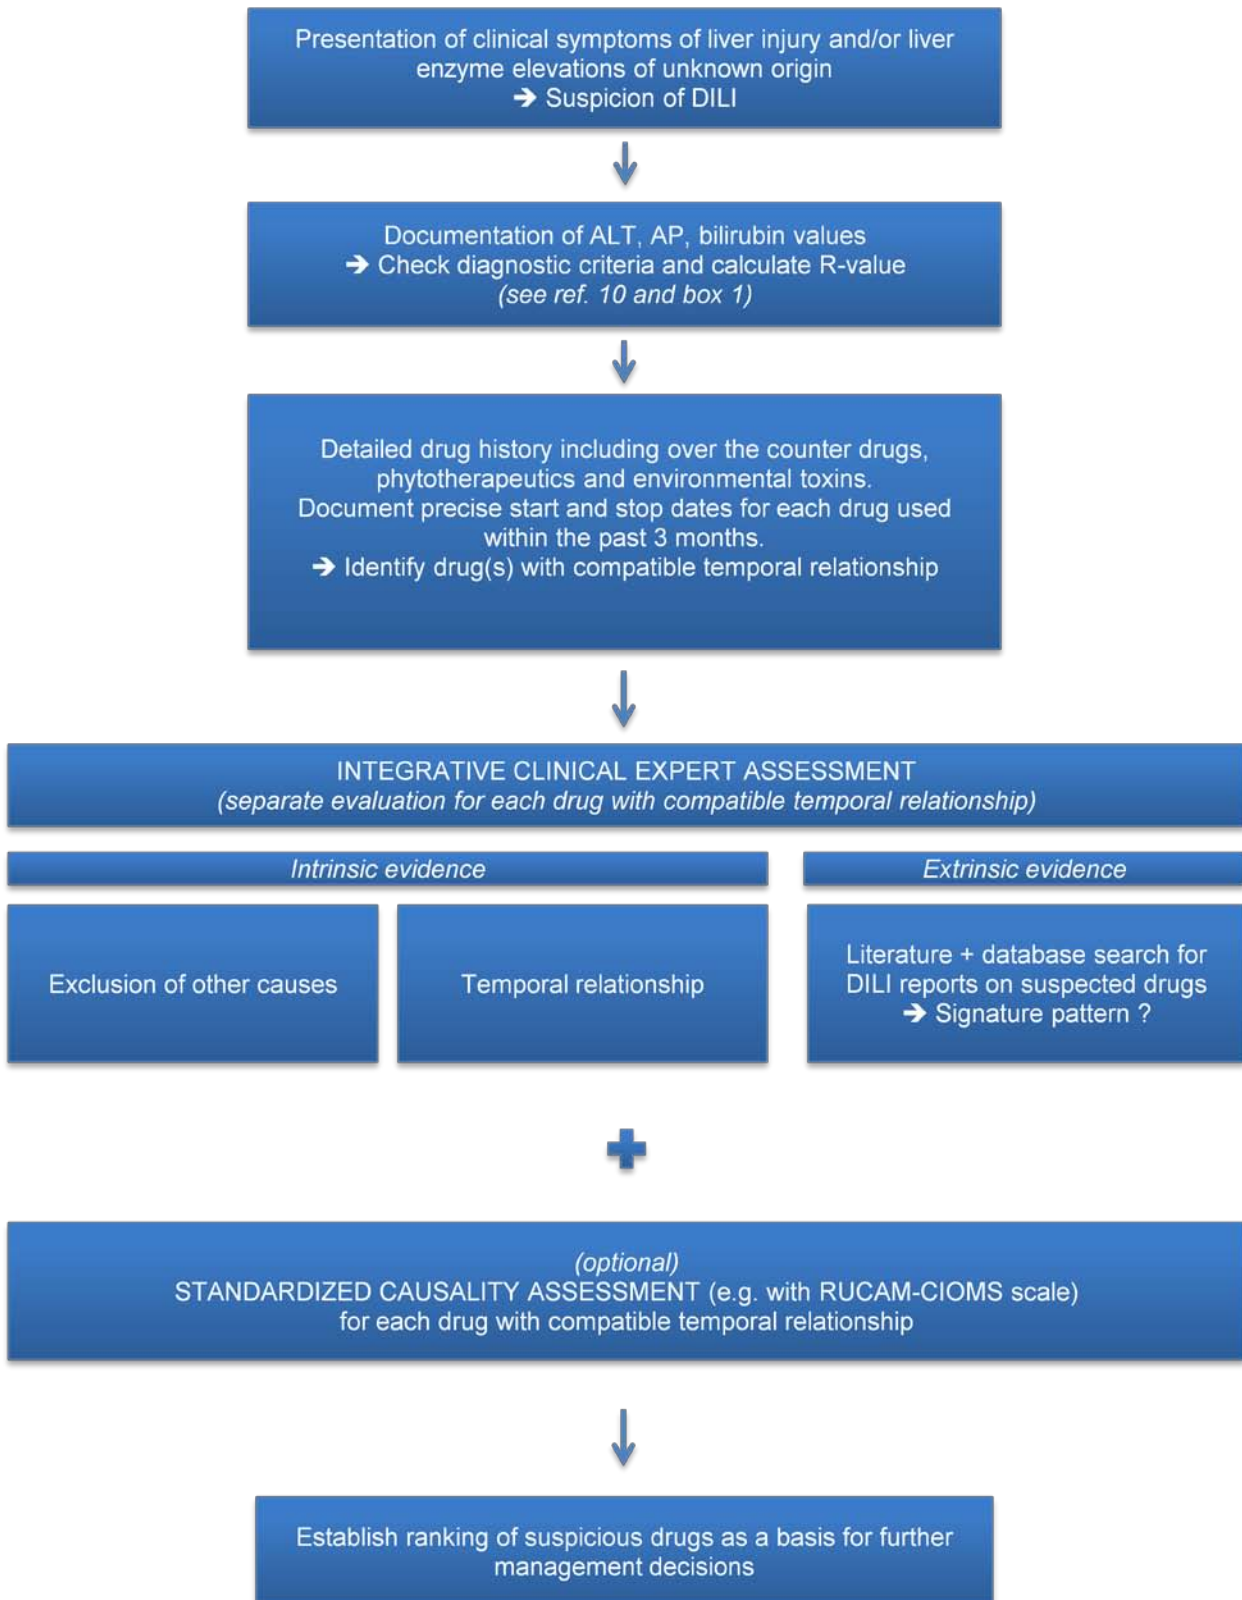 Presentation of clinical symptoms of liver injury and/or liver
enzyme elevations of unknown origin
➔ Suspicion of DILI
Documentation of ALT, AP, bilirubin values
➔ Check diagnostic criteria and calculate R-value
(see ref. 10 and box 1)
Detailed drug history including over the counter drugs,
phytotherapeutics and environmental toxins.
Document precise start and stop dates for each drug used
within the past 3 months.
➔ Identify drug(s) with compatible temporal relationship
INTEGRATIVE CLINICAL EXPERT ASSESSMENT
(separate evaluation for each drug with compatible temporal relationship)
Intrinsic evidence
Extrinsic evidence
Exclusion of other causes
Temporal relationship
Literature + database search for
DILI reports on suspected drugs
➔ Signature pattern ?
(optional)
STANDARDIZED CAUSALITY ASSESSMENT (e.g. with RUCAM-CIOMS scale)
for each drug with compatible temporal relationship
Establish ranking of suspicious drugs as a basis for further
management decisions